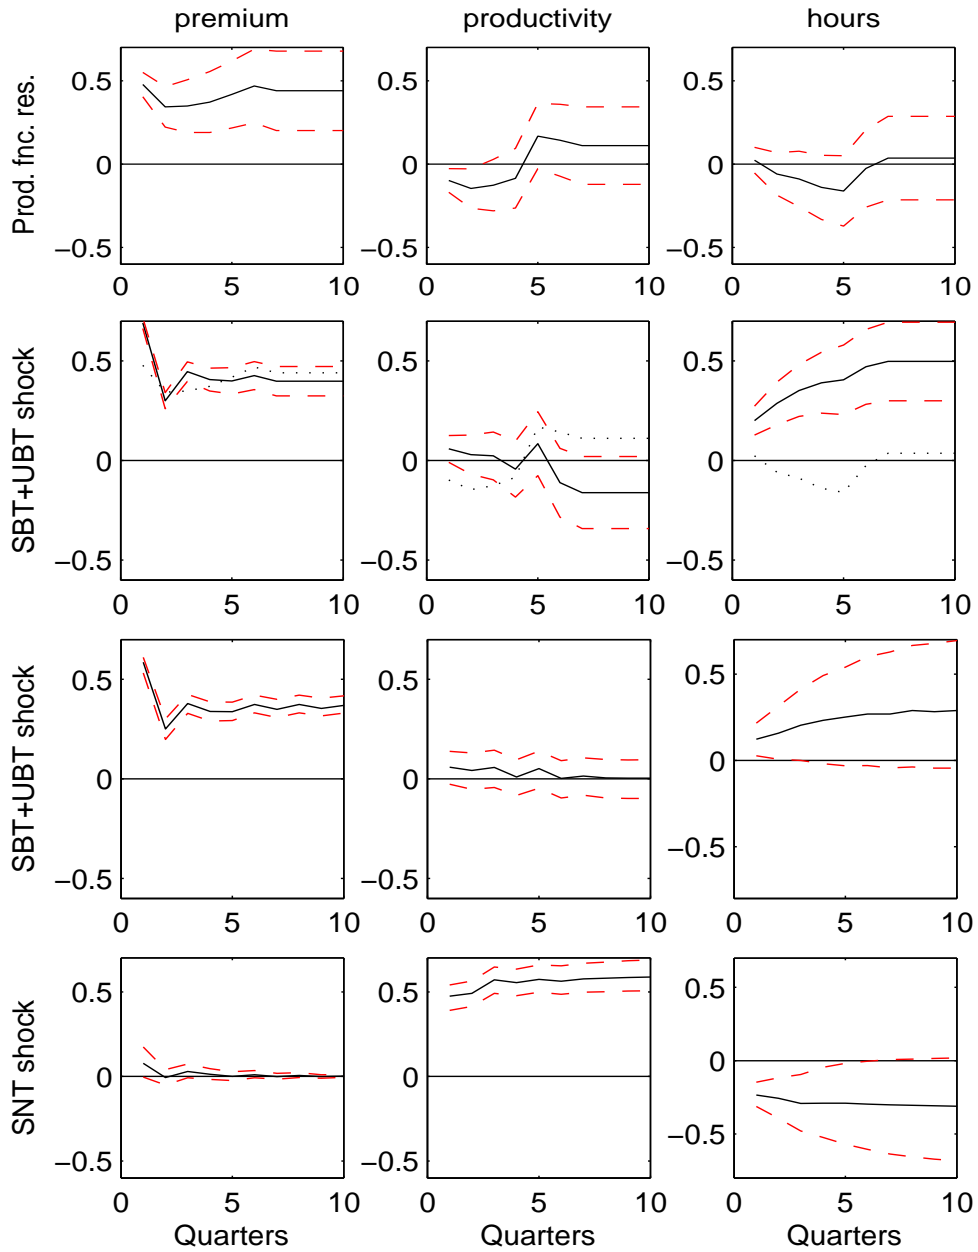 premium productivity hours
Prod. fnc. res.
0.5 0.5 0.5
0 0 0
−0.5 −0.5 −0.5
0 5 10 0 5 10 0 5 10
SBT+UBT shock
0.5 0.5 0.5
0 0 0
−0.5 −0.5 −0.5
0 5 10 0 5 10 0 5 10
SBT+UBT shock
0.5 0.5 0.5
0 0 0
−0.5 −0.5 −0.5
0 5 10 0 5 10 0 5 10
SNT shock
0.5 0.5 0.5
0 0 0
−0.5 −0.5 −0.5
0 5 10 0 5 10 0 5 10
Quarters Quarters Quarters